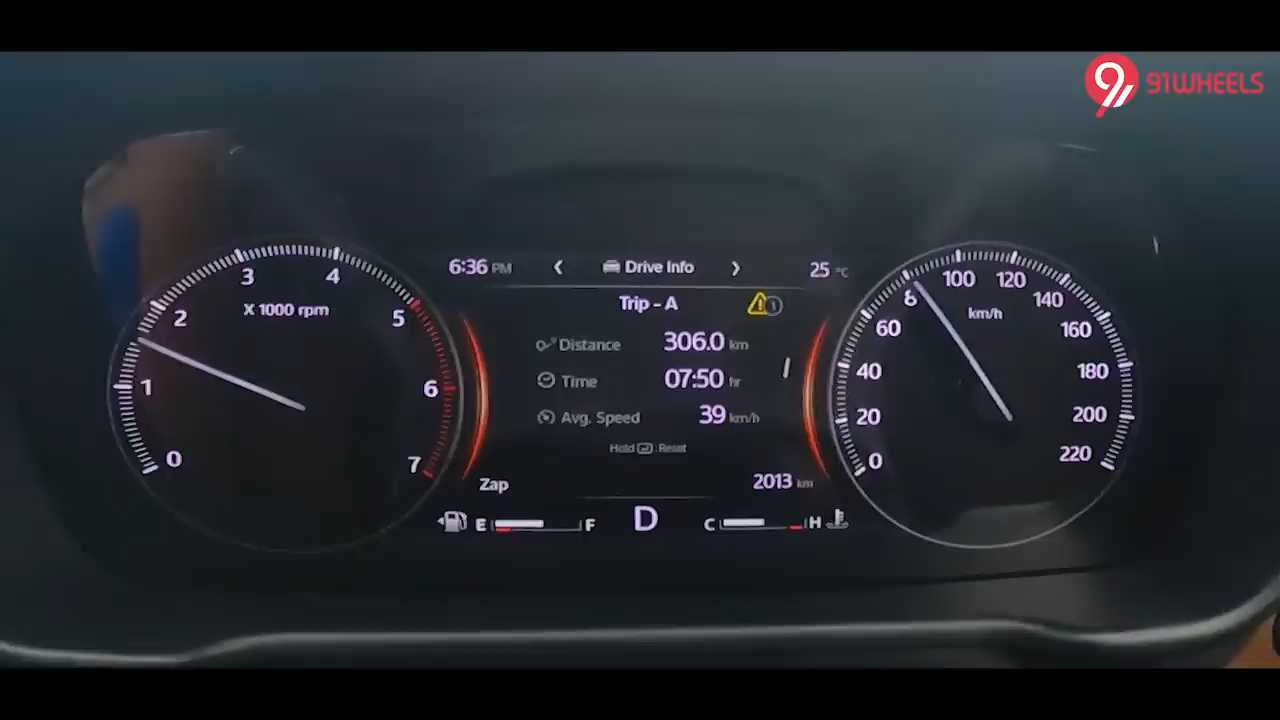 91WHEELS
6:36 PM
Drive Info
25 °C
Trip - A
1
Distance 306.0 km
Time 07:50 hr
Avg. Speed 39 km/h
Hold : Reset
Zap
2013 km
E F
D
C H
X 1000 rpm
0 1 2 3 4 5 6 7
km/h
0 20 40 60 8 100 120 140 160 180 200 220